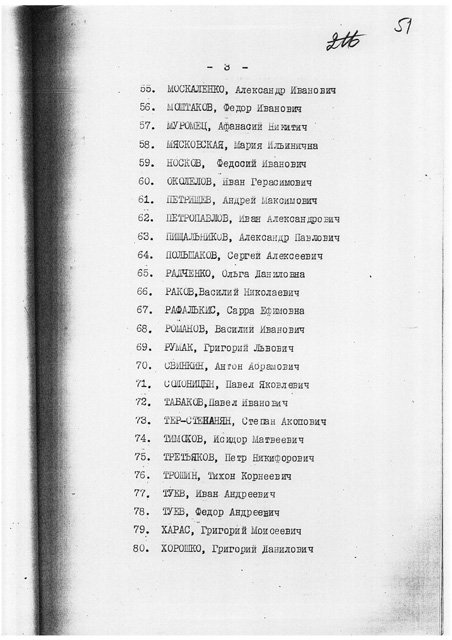 51
216
- 3 -
55. МОСКАЛЕНКО, Александр Иванович
56. МОШТАКОВ, Федор Иванович
57. МУРОМЕЦ, Афанасий Никитич
58. МЯСКОВСКАЯ, Мария Ильинична
59. НОСКОВ, Федосий Иванович
60. ОКОЛЕЛОВ, Иван Герасимович
61. ПЕТРИЩЕВ, Андрей Максимович
62. ПЕТРОПАВЛОВ, Иван Александрович
63. ПИЩАЛЬНИКОВ, Александр Павлович
64. ПОЛЬШАКОВ, Сергей Алексеевич
65. РАДЧЕНКО, Ольга Даниловна
66. РАКОВ,Василий Николаевич
67. РАФАЛЬКИС, Сарра Ефимовна
68. РОМАНОВ, Василий Иванович
69. РУМАК, Григорий Львович
70. СВИНКИН, Антон Абрамович
71. СОЛОНИЦЫН, Павел Яковлевич
72. ТАБАКОВ,Павел Иванович
73. ТЕР-СТЕПАНЯН, Степан Акопович
74. ТИМОКОВ, Исидор Матвеевич
75. ТРЕТЬЯКОВ, Петр Никифорович
76. ТРОШИН, Тихон Корнеевич
77. ТУЕВ, Иван Андреевич
78. ТУЕВ, Федор Андреевич
79. ХАРАС, Григорий Моисеевич
80. ХОРОШКО, Григорий Данилович